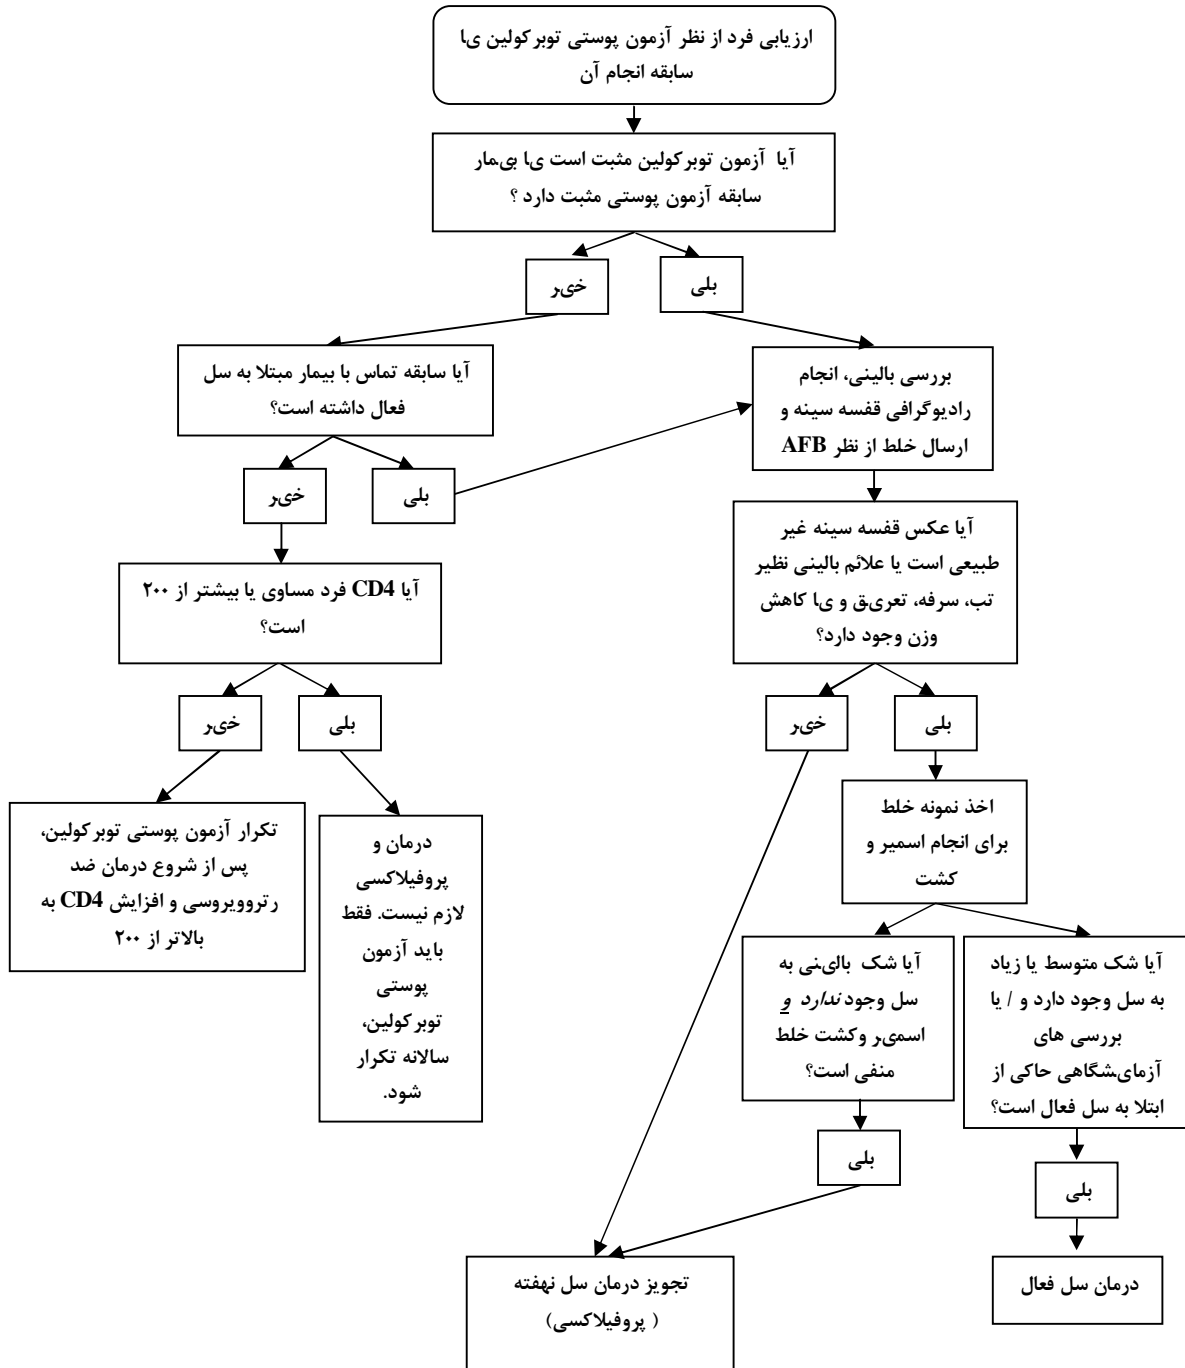 ارزیابی فرد از نظر آزمون پوستی توبرکولین یا
سابقه انجام آن
آیا آزمون توبرکولین مثبت است یا بیمار
سابقه آزمون پوستی مثبت دارد ؟
خیر
بلی
آیا سابقه تماس با بیمار مبتلا به سل
فعال داشته است؟
بررسی بالینی، انجام
رادیوگرافی قفسه سینه و
ارسال خلط از نظر AFB
خیر
بلی
آیا عکس قفسه سینه غیر
طبیعی است یا علائم بالینی نظیر
تب، سرفه، تعریق و یا کاهش
وزن وجود دارد؟
آیا CD4 فرد مساوی یا بیشتر از ۲۰۰
است؟
خیر
بلی
خیر
بلی
تکرار آزمون پوستی توبرکولین،
پس از شروع درمان ضد
رتروویروسی و افزایش CD4 به
بالاتر از ۲۰۰
درمان و
پروفیلاکسی
لازم نیست. فقط
باید آزمون
پوستی
توبرکولین،
سالانه تکرار
شود.
اخذ نمونه خلط
برای انجام اسمیر و
کشت
آیا شک بالینی به
سل وجود ندارد و
اسمیر وکشت خلط
منفی است؟
آیا شک متوسط یا زیاد
به سل وجود دارد و / یا
بررسی های
آزمایشگاهی حاکی از
ابتلا به سل فعال است؟
بلی
بلی
تجویز درمان سل نهفته
( پروفیلاکسی)
درمان سل فعال